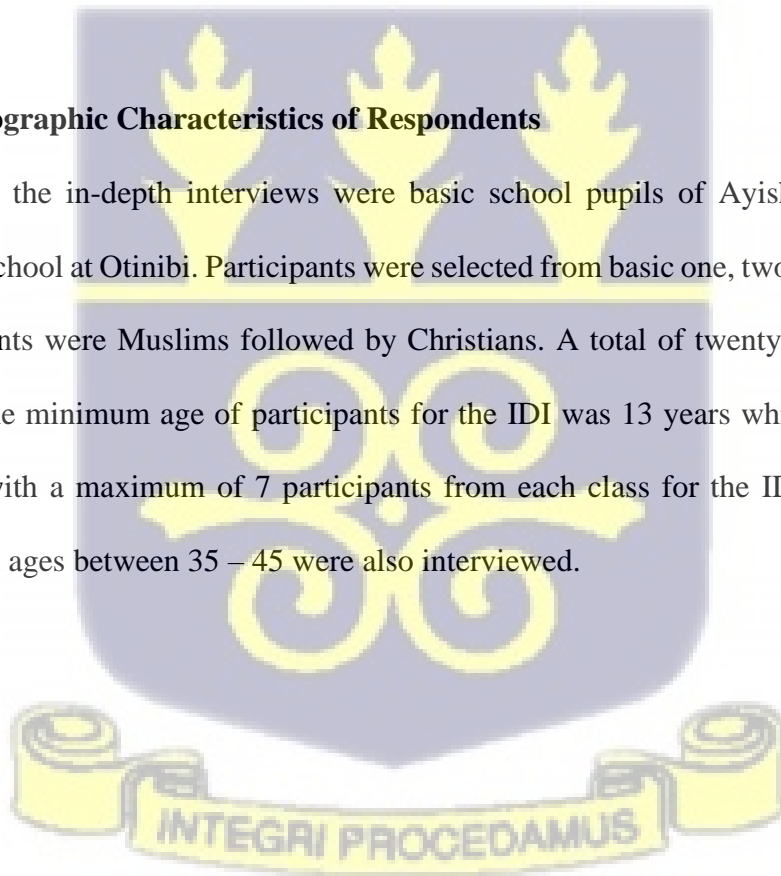 ographic Characteristics of Respondents
the in-depth interviews were basic school pupils of Ayish
chool at Otinibi. Participants were selected from basic one, two
nts were Muslims followed by Christians. A total of twenty
e minimum age of participants for the IDI was 13 years wh
with a maximum of 7 participants from each class for the II
ages between 35 – 45 were also interviewed.
INTEGRI PROCEDAMUS